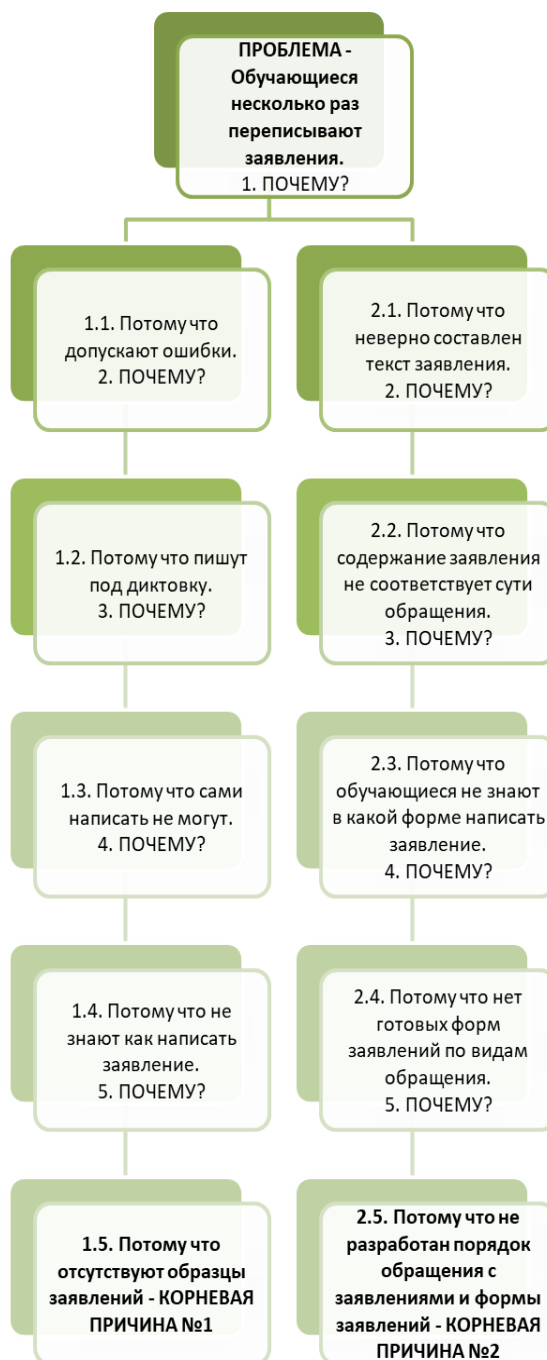 ПРОБЛЕМА -
Обучающиеся
несколько раз
переписывают
заявления.
1. ПОЧЕМУ?
1.1. Потому что
допускают ошибки.
2. ПОЧЕМУ?
2.1. Потому что
неверно составлен
текст заявления.
2. ПОЧЕМУ?
1.2. Потому что пишут
под диктовку.
3. ПОЧЕМУ?
2.2. Потому что
содержание заявления
не соответствует сути
обращения.
3. ПОЧЕМУ?
1.3. Потому что сами
написать не могут.
4. ПОЧЕМУ?
2.3. Потому что
обучающиеся не знают
в какой форме написать
заявление.
4. ПОЧЕМУ?
1.4. Потому что не
знают как написать
заявление.
5. ПОЧЕМУ?
2.4. Потому что нет
готовых форм
заявлений по видам
обращения.
5. ПОЧЕМУ?
1.5. Потому что
отсутствуют образцы
заявлений - КОРНЕВАЯ
ПРИЧИНА №1
2.5. Потому что не
разработан порядок
обращения с
заявлениями и формы
заявлений - КОРНЕВАЯ
ПРИЧИНА №2